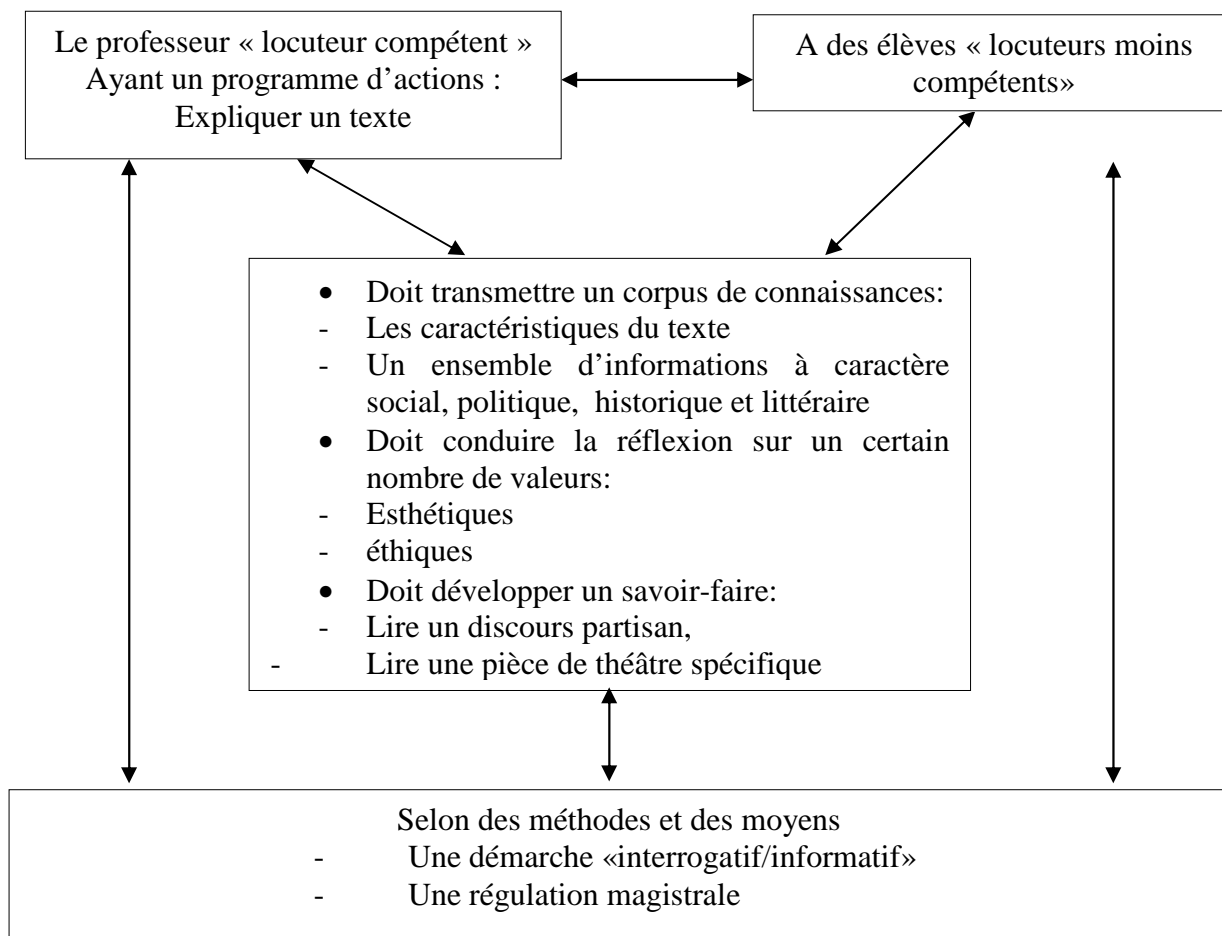 Le professeur « locuteur compétent »
Ayant un programme d’actions :
Expliquer un texte
A des élèves « locuteurs moins
compétents»
• Doit transmettre un corpus de connaissances:
- Les caractéristiques du texte
- Un ensemble d’informations à caractère
social, politique, historique et littéraire
• Doit conduire la réflexion sur un certain
nombre de valeurs:
- Esthétiques
- éthiques
• Doit développer un savoir-faire:
- Lire un discours partisan,
- Lire une pièce de théâtre spécifique
Selon des méthodes et des moyens
- Une démarche «interrogatif/informatif»
- Une régulation magistrale